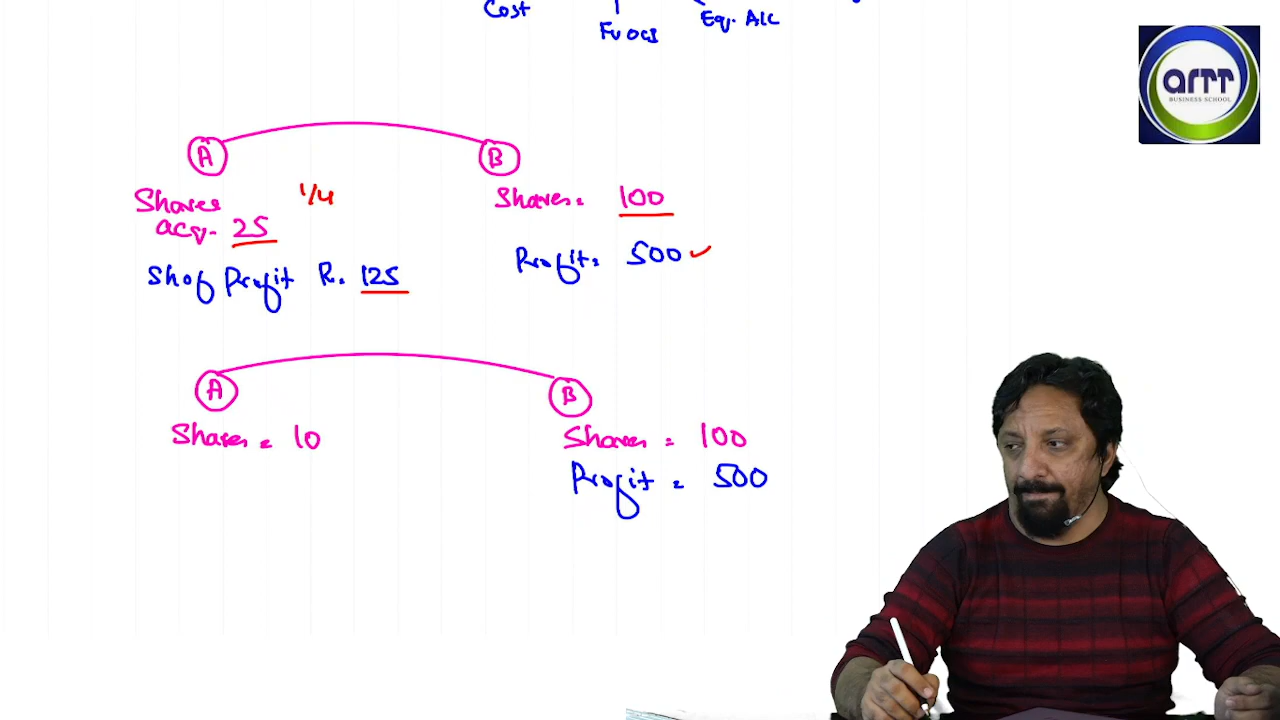 Cost
FVOCI
Eq. A/C
artt
BUSINESS SCHOOL
A
B
Shares
acq. 25
1/4
Shares = 100
Profit = 500
Sh of Profit R. 125
A
B
Shares = 10
Shares = 100
Profit = 500